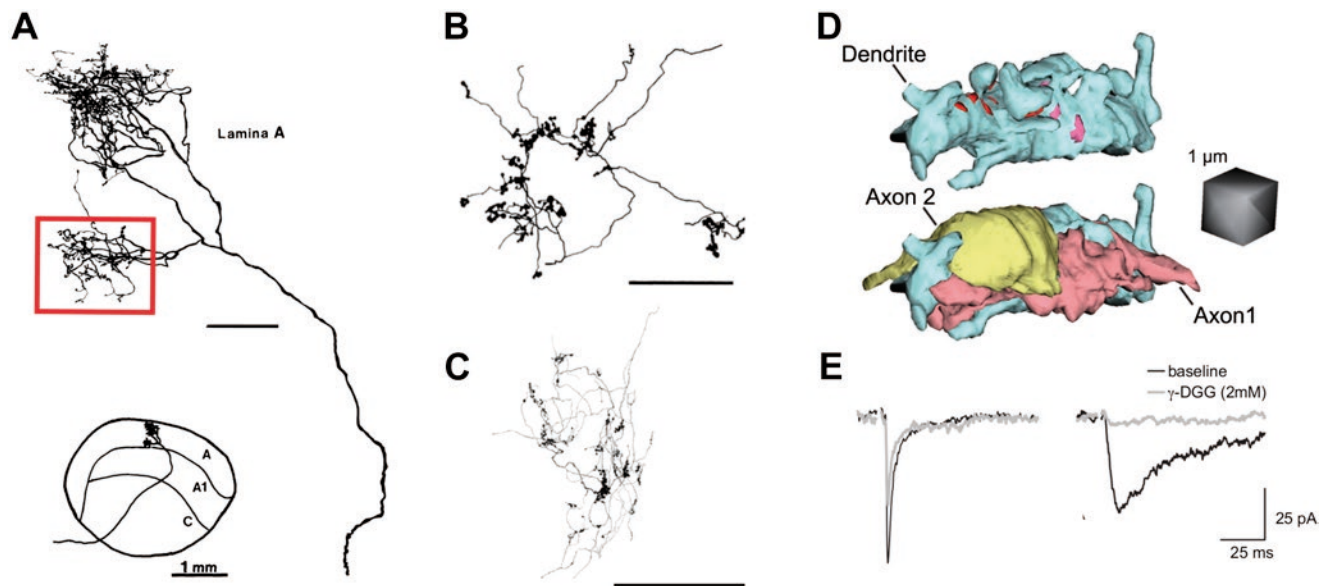 A
Lamina A
A
A1
C
1 mm
B
C
D
Dendrite
1 μm
Axon 2
Axon1
E
baseline
γ-DGG (2mM)
25 pA
25 ms